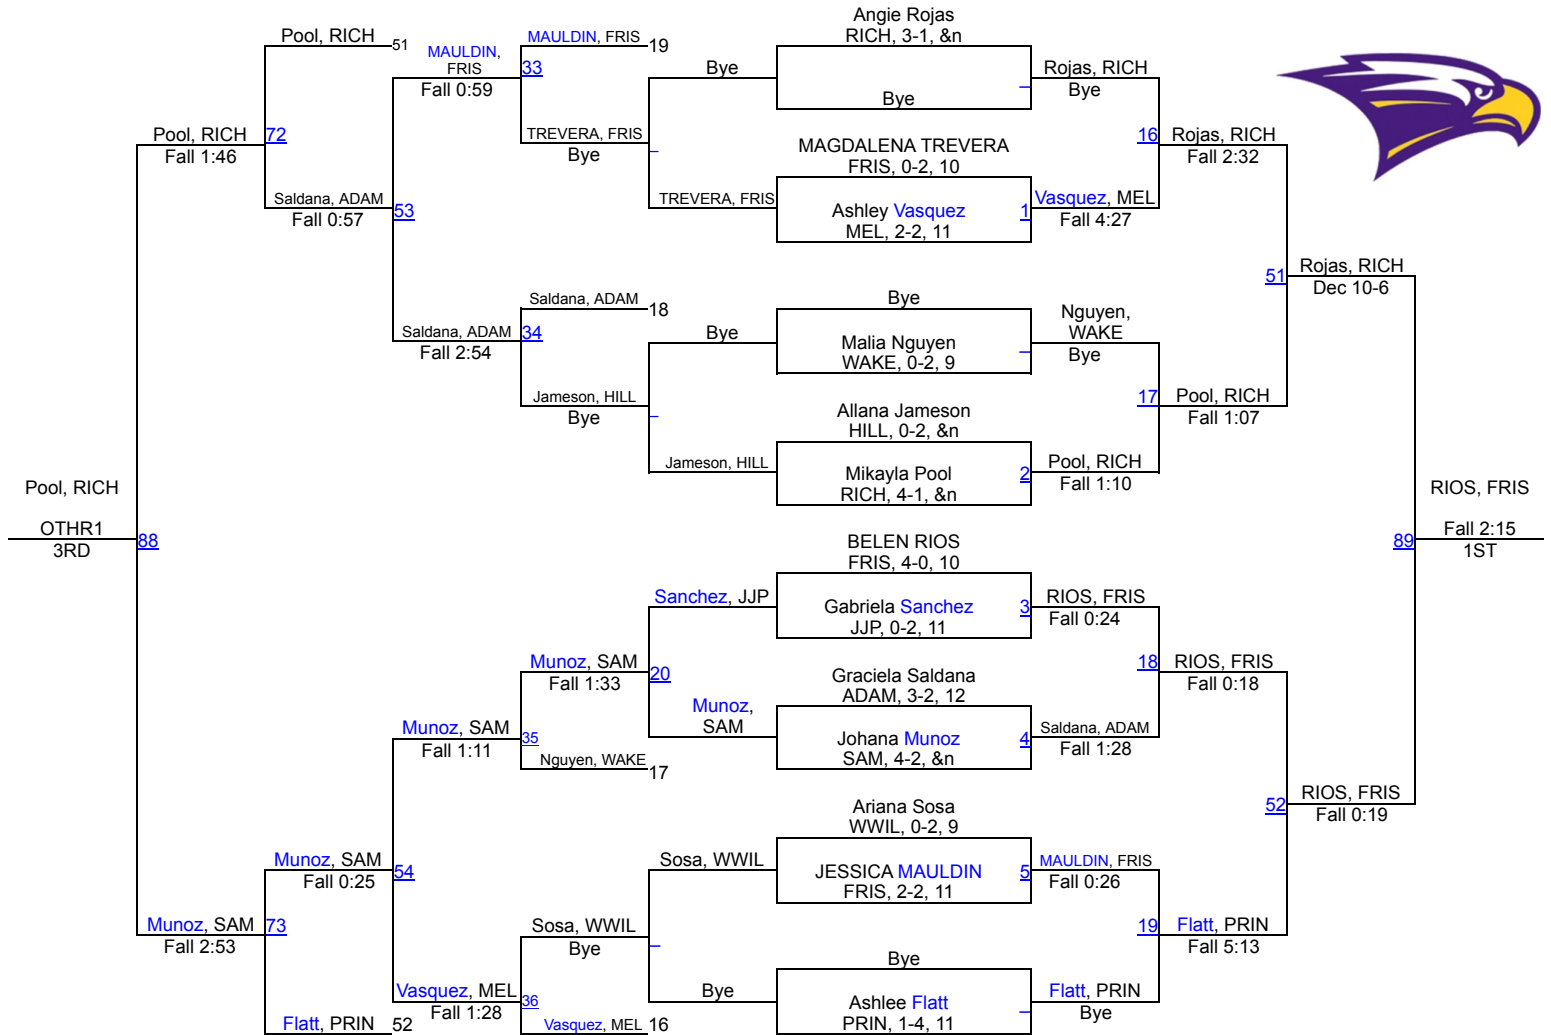 Angie Rojas
RICH, 3-1, &n
Pool, RICH
51
MAULDIN,
FRIS
Fall 0:59
MAULDIN, FRIS
19
33
Bye
Bye
Rojas, RICH
Bye
Pool, RICH
Fall 1:46
72
TREVERA, FRIS
Bye
MAGDALENA TREVERA
FRIS, 0-2, 10
16
Rojas, RICH
Fall 2:32
Saldana, ADAM
Fall 0:57
53
TREVERA, FRIS
Ashley Vasquez
MEL, 2-2, 11
1
Vasquez, MEL
Fall 4:27
51
Rojas, RICH
Dec 10-6
Saldana, ADAM
18
Bye
Nguyen,
WAKE
Bye
Saldana, ADAM
Fall 2:54
34
Bye
Malia Nguyen
WAKE, 0-2, 9
Jameson, HILL
Bye
Allana Jameson
HILL, 0-2, &n
17
Pool, RICH
Fall 1:07
Jameson, HILL
Mikayla Pool
RICH, 4-1, &n
2
Pool, RICH
Fall 1:10
Pool, RICH
OTHR1
3RD
88
RIOS, FRIS
Fall 2:15
1ST
89
BELEN RIOS
FRIS, 4-0, 10
Sanchez, JJP
Gabriela Sanchez
JJP, 0-2, 11
3
RIOS, FRIS
Fall 0:24
Munoz, SAM
Fall 1:33
20
Graciela Saldana
ADAM, 3-2, 12
18
RIOS, FRIS
Fall 0:18
Munoz,
SAM
Munoz, SAM
Fall 1:11
35
Johana Munoz
SAM, 4-2, &n
4
Saldana, ADAM
Fall 1:28
Nguyen, WAKE
17
Ariana Sosa
WWIL, 0-2, 9
52
RIOS, FRIS
Fall 0:19
Munoz, SAM
Fall 0:25
54
Sosa, WWIL
JESSICA MAULDIN
FRIS, 2-2, 11
5
MAULDIN, FRIS
Fall 0:26
Munoz, SAM
Fall 2:53
73
Sosa, WWIL
Bye
19
Flatt, PRIN
Fall 5:13
Bye
Vasquez, MEL
Fall 1:28
36
Bye
Ashlee Flatt
PRIN, 1-4, 11
Flatt, PRIN
Bye
Flatt, PRIN
52
Vasquez, MEL
16